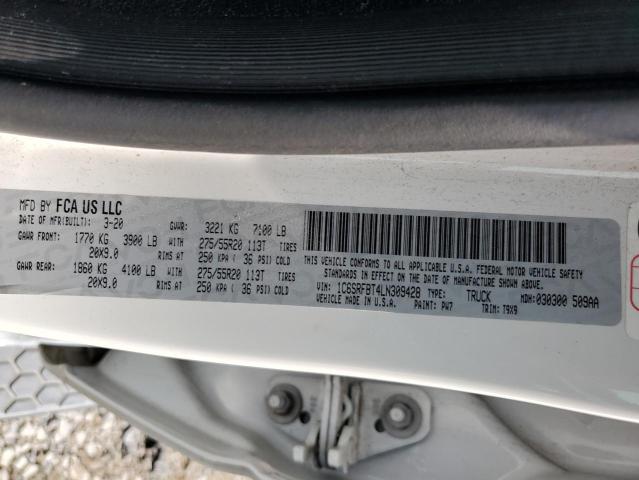 MFD BY FCA US LLC
DATE OF MFR(BUILT): 3-20 GVWR: 3221 KG 7100 LB
GAWR FRONT: 1770 KG 3900 LB WITH 275/55R20 113T TIRES
20X9.0 RIMS AT 250 KPA ( 36 PSI) COLD
GAWR REAR: 1860 KG 4100 LB WITH 275/55R20 113T TIRES
20X9.0 RIMS AT 250 KPA ( 36 PSI) COLD
THIS VEHICLE CONFORMS TO ALL APPLICABLE U.S.A. FEDERAL MOTOR VEHICLE SAFETY
STANDARDS IN EFFECT ON THE DATE OF MANUFACTURE SHOWN ABOVE.
VIN: 1C6SRFBT4LN309428 TYPE: TRUCK MDH: 030300 509AA
MADE IN U.S.A. PAINT: PW7 TRIM: T9X9